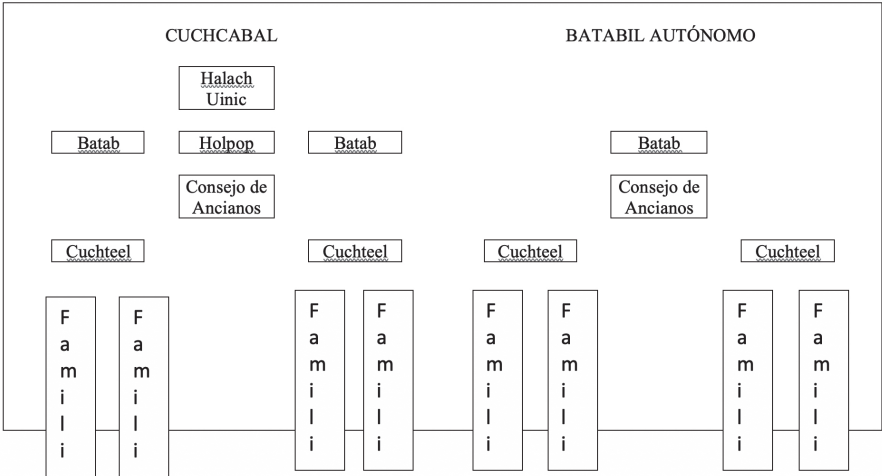 CUCHCABAL
BATABIL AUTÓNOMO
Halach
Uinic
Batab
Holpop
Batab
Batab
Consejo de
Ancianos
Consejo de
Ancianos
Cuchteel
Cuchteel
Cuchteel
Cuchteel
Famili
Famili
Famili
Famili
Famili
Famili
Famili
Famili